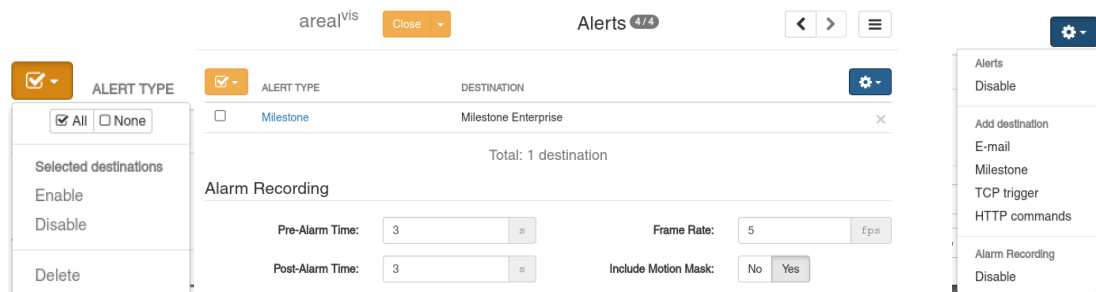 ALERT TYPE
All None
Selected destinations
Enable
Disable
Delete
arealvis
Close
Alerts 4/4
ALERT TYPE DESTINATION
Milestone Milestone Enterprise
Total: 1 destination
Alarm Recording
Pre-Alarm Time: 3 s
Frame Rate: 5 fps
Post-Alarm Time: 3 s
Include Motion Mask: No Yes
Alerts
Disable
Add destination
E-mail
Milestone
TCP trigger
HTTP commands
Alarm Recording
Disable